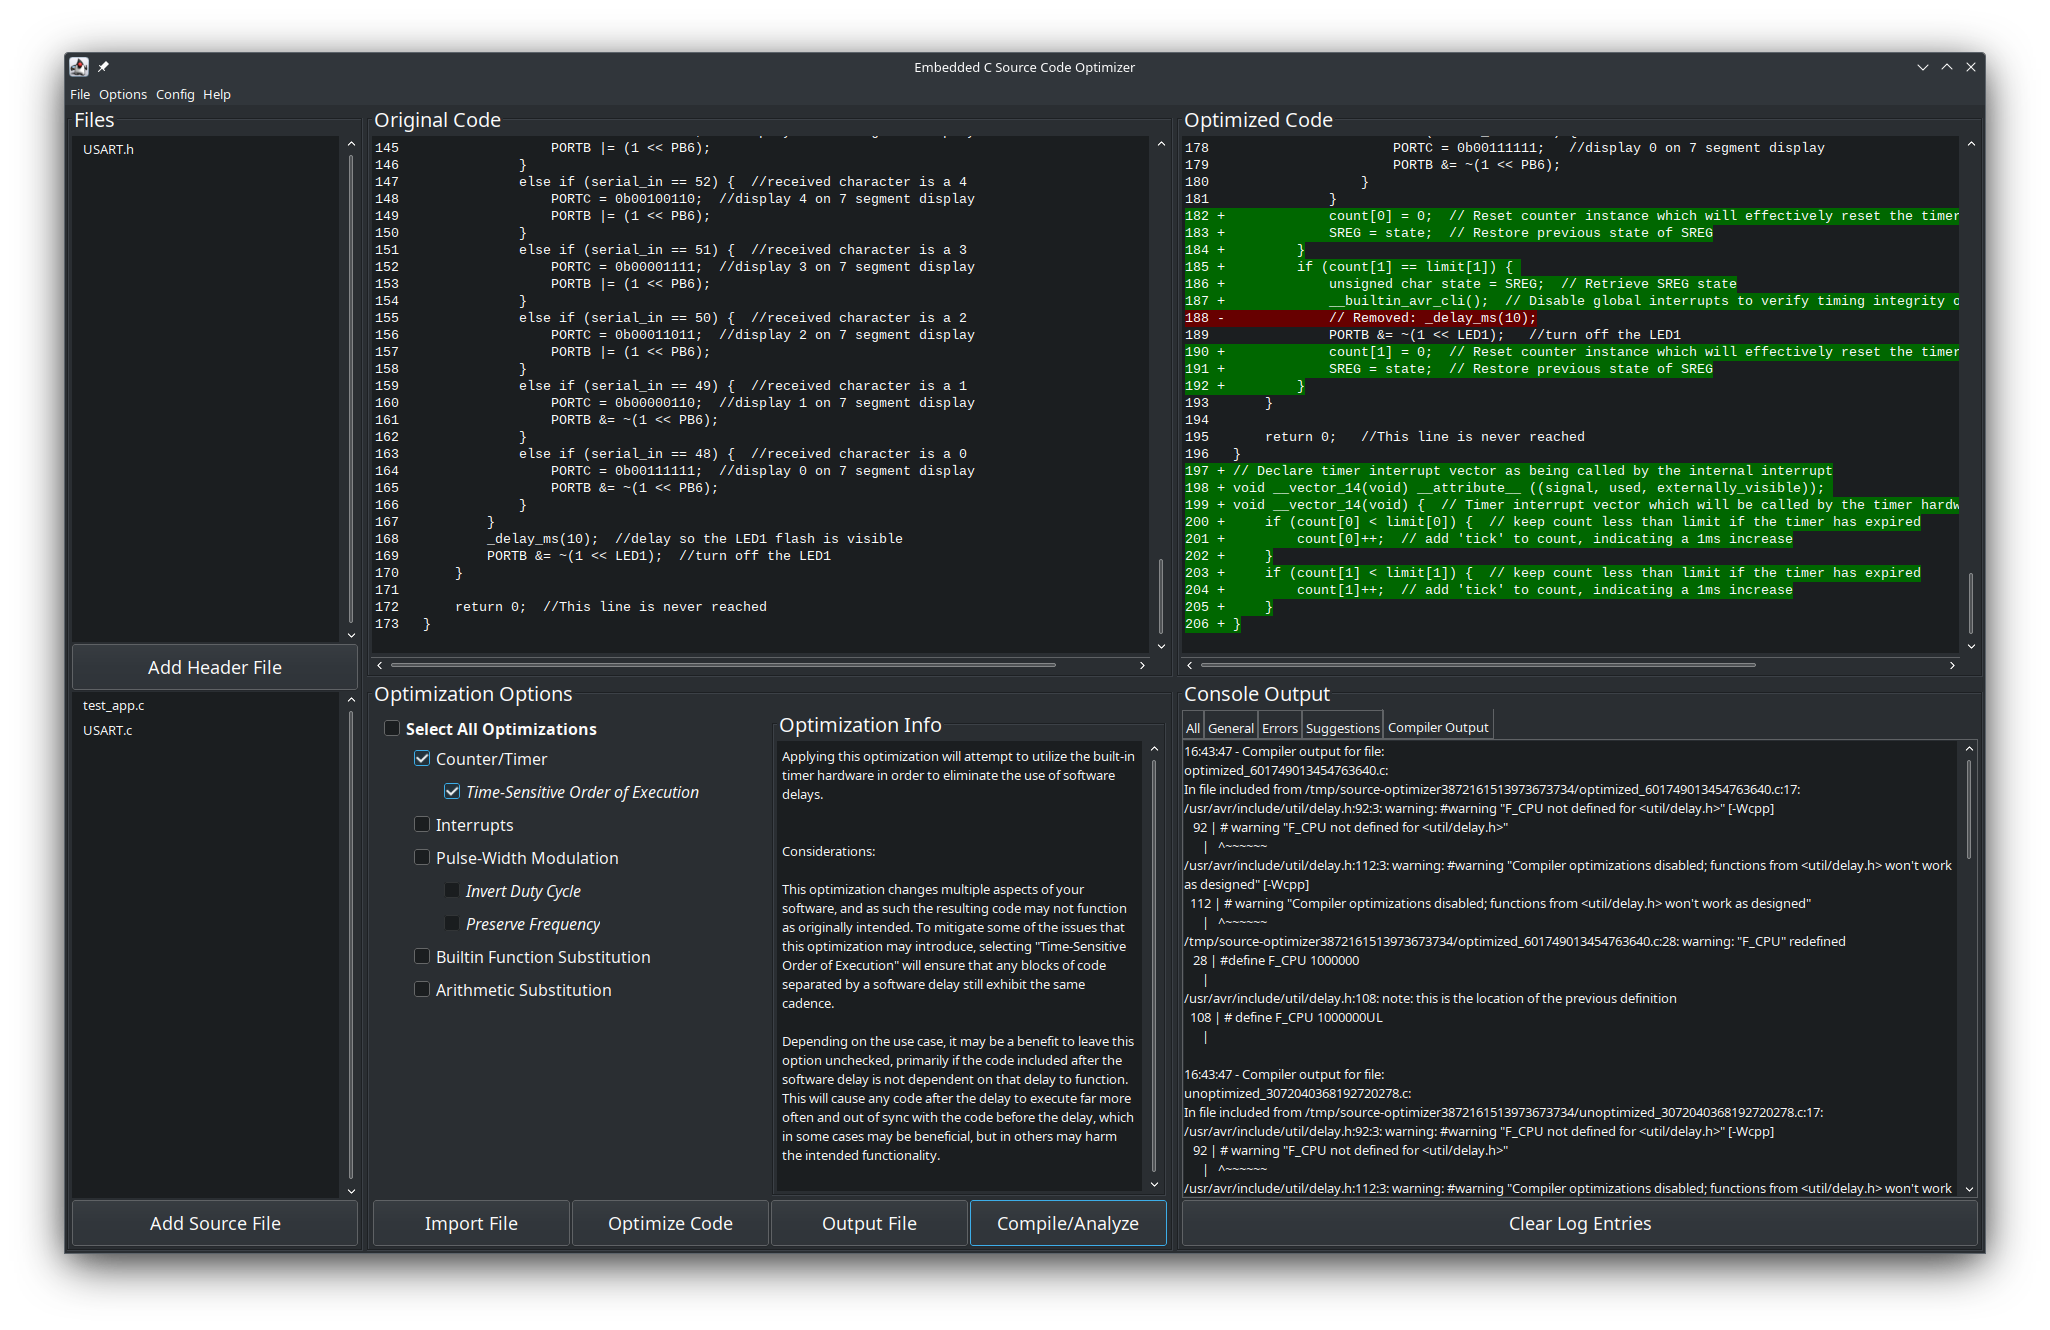 Embedded C Source Code Optimizer
File Options Config Help
Files
USART.h
Add Header File
test_app.c
USART.c
Add Source File
Original Code
145 PORTB |= (1 << PB6);
146 }
147 else if (serial_in == 52) { //received character is a 4
148 PORTC = 0b00100110; //display 4 on 7 segment display
149 PORTB |= (1 << PB6);
150 }
151 else if (serial_in == 51) { //received character is a 3
152 PORTC = 0b00001111; //display 3 on 7 segment display
153 PORTB |= (1 << PB6);
154 }
155 else if (serial_in == 50) { //received character is a 2
156 PORTC = 0b00011011; //display 2 on 7 segment display
157 PORTB |= (1 << PB6);
158 }
159 else if (serial_in == 49) { //received character is a 1
160 PORTC = 0b00000110; //display 1 on 7 segment display
161 PORTB &= ~(1 << PB6);
162 }
163 else if (serial_in == 48) { //received character is a 0
164 PORTC = 0b00111111; //display 0 on 7 segment display
165 PORTB &= ~(1 << PB6);
166 }
167 }
168 _delay_ms(10); //delay so the LED1 flash is visible
169 PORTB &= ~(1 << LED1); //turn off the LED1
170 }
171
172 return 0; //This line is never reached
173 }
Optimized Code
178 PORTC = 0b00111111; //display 0 on 7 segment display
179 PORTB &= ~(1 << PB6);
180 }
181 }
182 + count[0] = 0; // Reset counter instance which will effectively reset the timer
183 + SREG = state; // Restore previous state of SREG
184 + }
185 + if (count[1] == limit[1]) {
186 + unsigned char state = SREG; // Retrieve SREG state
187 + __builtin_avr_cli(); // Disable global interrupts to verify timing integrity
188 - // Removed: _delay_ms(10);
189 PORTB &= ~(1 << LED1); //turn off the LED1
190 + count[1] = 0; // Reset counter instance which will effectively reset the timer
191 + SREG = state; // Restore previous state of SREG
192 + }
193 }
194
195 return 0; //This line is never reached
196 }
197 + // Declare timer interrupt vector as being called by the internal interrupt
198 + void __vector_14(void) __attribute__ ((signal, used, externally_visible));
199 + void __vector_14(void) { // Timer interrupt vector which will be called by the timer hardw
200 + if (count[0] < limit[0]) { // keep count less than limit if the timer has expired
201 + count[0]++; // add 'tick' to count, indicating a 1ms increase
202 + }
203 + if (count[1] < limit[1]) { // keep count less than limit if the timer has expired
204 + count[1]++; // add 'tick' to count, indicating a 1ms increase
205 + }
206 + }
Optimization Options
Select All Optimizations
Counter/Timer
Time-Sensitive Order of Execution
Interrupts
Pulse-Width Modulation
Invert Duty Cycle
Preserve Frequency
Builtin Function Substitution
Arithmetic Substitution
Optimization Info
Applying this optimization will attempt to utilize the built-in
timer hardware in order to eliminate the use of software
delays.
Considerations:
This optimization changes multiple aspects of your
software, and as such the resulting code may not function
as originally intended. To mitigate some of the issues that
this optimization may introduce, selecting "Time-Sensitive
Order of Execution" will ensure that any blocks of code
separated by a software delay still exhibit the same
cadence.
Depending on the use case, it may be a benefit to leave this
option unchecked, primarily if the code included after the
software delay is not dependent on that delay to function.
This will cause any code after the delay to execute far more
often and out of sync with the code before the delay, which
in some cases may be beneficial, but in others may harm
the intended functionality.
Import File
Optimize Code
Output File
Compile/Analyze
Console Output
All General Errors Suggestions Compiler Output
16:43:47 - Compiler output for file:
optimized_601749013454763640.c:
In file included from /tmp/source-optimizer3872161513973673734/optimized_601749013454763640.c:17:
/usr/avr/include/util/delay.h:92:3: warning: #warning "F_CPU not defined for <util/delay.h>" [-Wcpp]
92 | # warning "F_CPU not defined for <util/delay.h>"
| ^~~~~~~
/usr/avr/include/util/delay.h:112:3: warning: #warning "Compiler optimizations disabled; functions from <util/delay.h> won't work
as designed" [-Wcpp]
112 | # warning "Compiler optimizations disabled; functions from <util/delay.h> won't work as designed"
| ^~~~~~~
/tmp/source-optimizer3872161513973673734/optimized_601749013454763640.c:28: warning: "F_CPU" redefined
28 | #define F_CPU 1000000
|
/usr/avr/include/util/delay.h:108: note: this is the location of the previous definition
108 | # define F_CPU 1000000UL
|
16:43:47 - Compiler output for file:
unoptimized_3072040368192720278.c:
In file included from /tmp/source-optimizer3872161513973673734/unoptimized_3072040368192720278.c:17:
/usr/avr/include/util/delay.h:92:3: warning: #warning "F_CPU not defined for <util/delay.h>" [-Wcpp]
92 | # warning "F_CPU not defined for <util/delay.h>"
| ^~~~~~~
/usr/avr/include/util/delay.h:112:3: warning: #warning "Compiler optimizations disabled; functions from <util/delay.h> won't work
Clear Log Entries